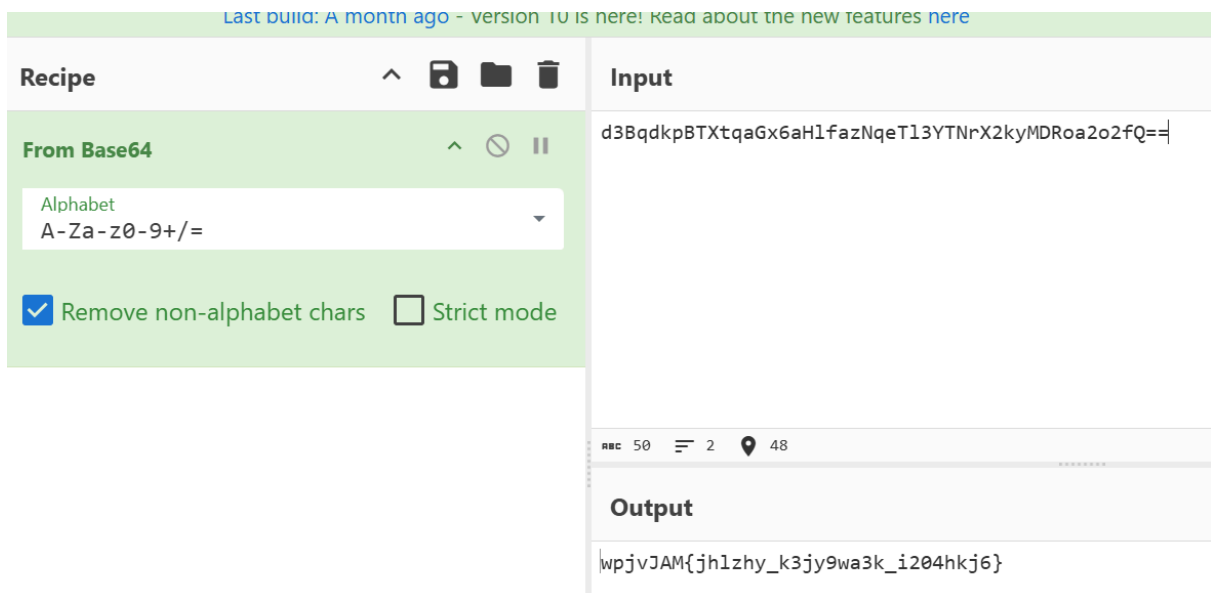 Last build: A month ago - Version 10 is here! Read about the new features here
Recipe
Input
From Base64
Alphabet
A-Za-z0-9+/=
Remove non-alphabet chars
Strict mode
d3BqdkpBTXtqaGx6aHlfazNqeTl3YTNrX2kyMDRoa2o2fQ==
ABC 50 2 48
Output
wpjvJAM{jhlzhy_k3jy9wa3k_i204hkj6}